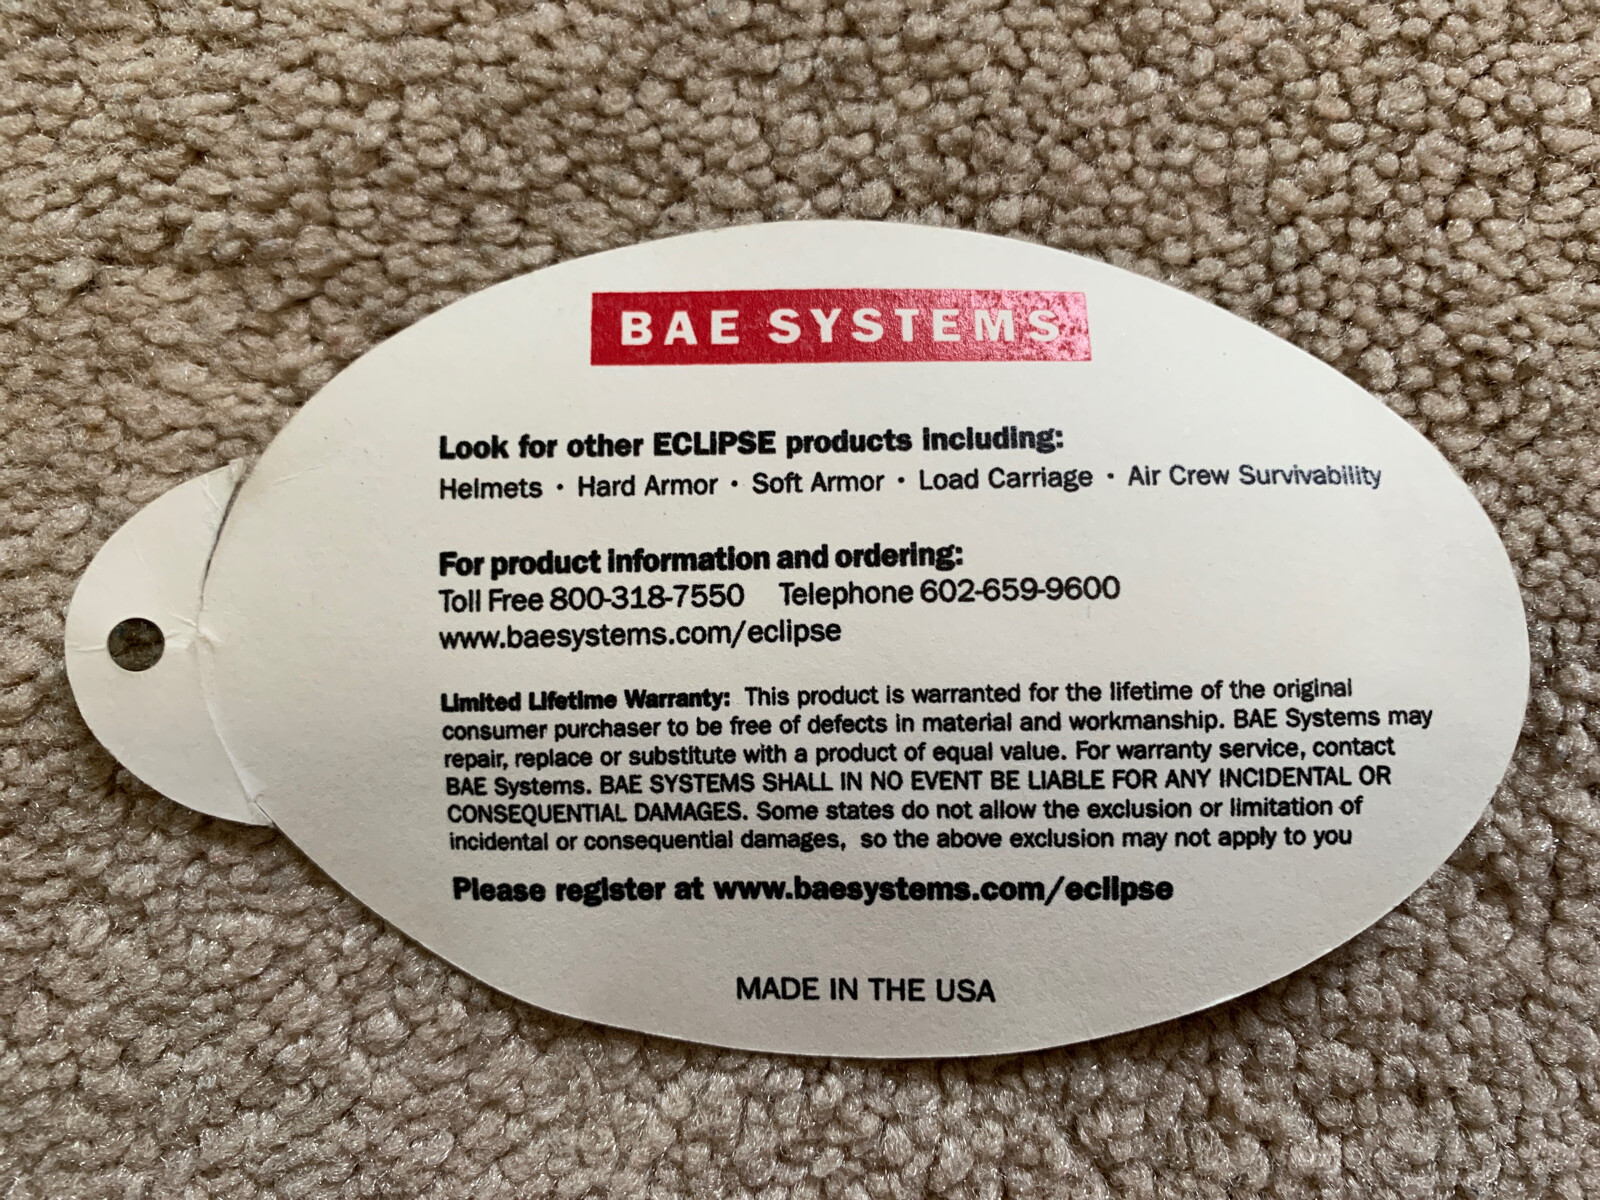 BAE SYSTEMS
Look for other ECLIPSE products including:
Helmets · Hard Armor · Soft Armor · Load Carriage · Air Crew Survivability
For product information and ordering:
Toll Free 800-318-7550 Telephone 602-659-9600
www.baesystems.com/eclipse
Limited Lifetime Warranty: This product is warranted for the lifetime of the original
consumer purchaser to be free of defects in material and workmanship. BAE Systems may
repair, replace or substitute with a product of equal value. For warranty service, contact
BAE Systems. BAE SYSTEMS SHALL IN NO EVENT BE LIABLE FOR ANY INCIDENTAL OR
CONSEQUENTIAL DAMAGES. Some states do not allow the exclusion or limitation of
incidental or consequential damages, so the above exclusion may not apply to you
Please register at www.baesystems.com/eclipse
MADE IN THE USA